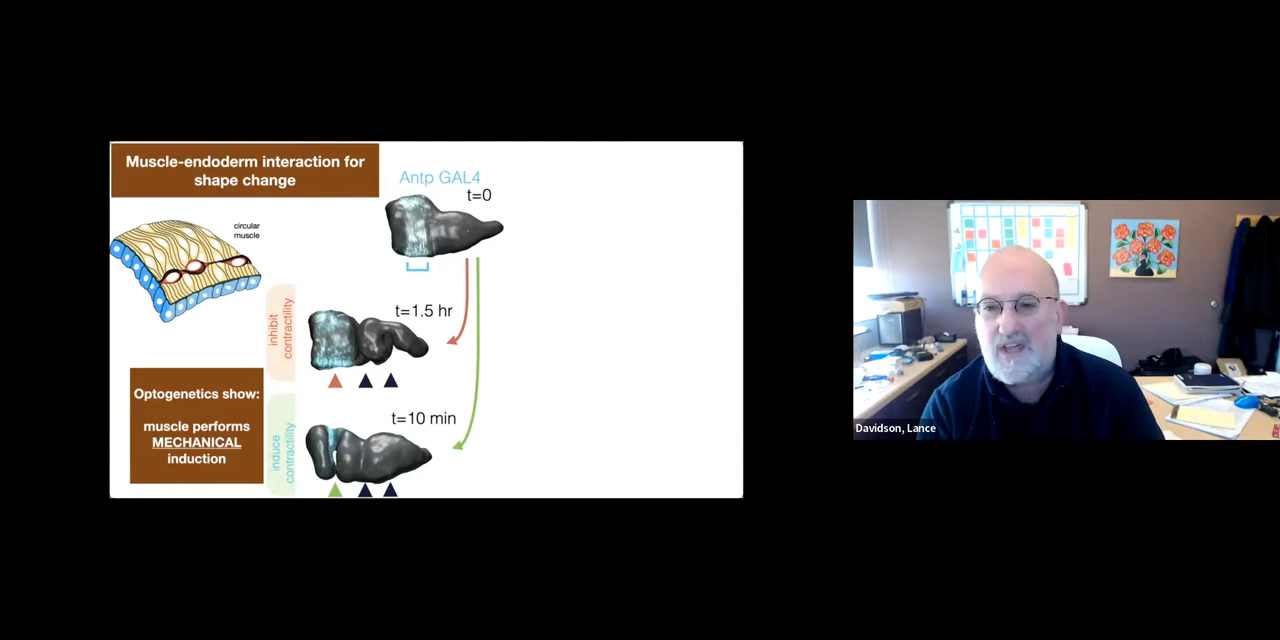 Muscle-endoderm interaction for
shape change
Antp GAL4
t=0
circular
muscle
inhibit
contractility
t=1.5 hr
Optogenetics show:
muscle performs
MECHANICAL
induction
induce
contractility
t=10 min
Davidson, Lance